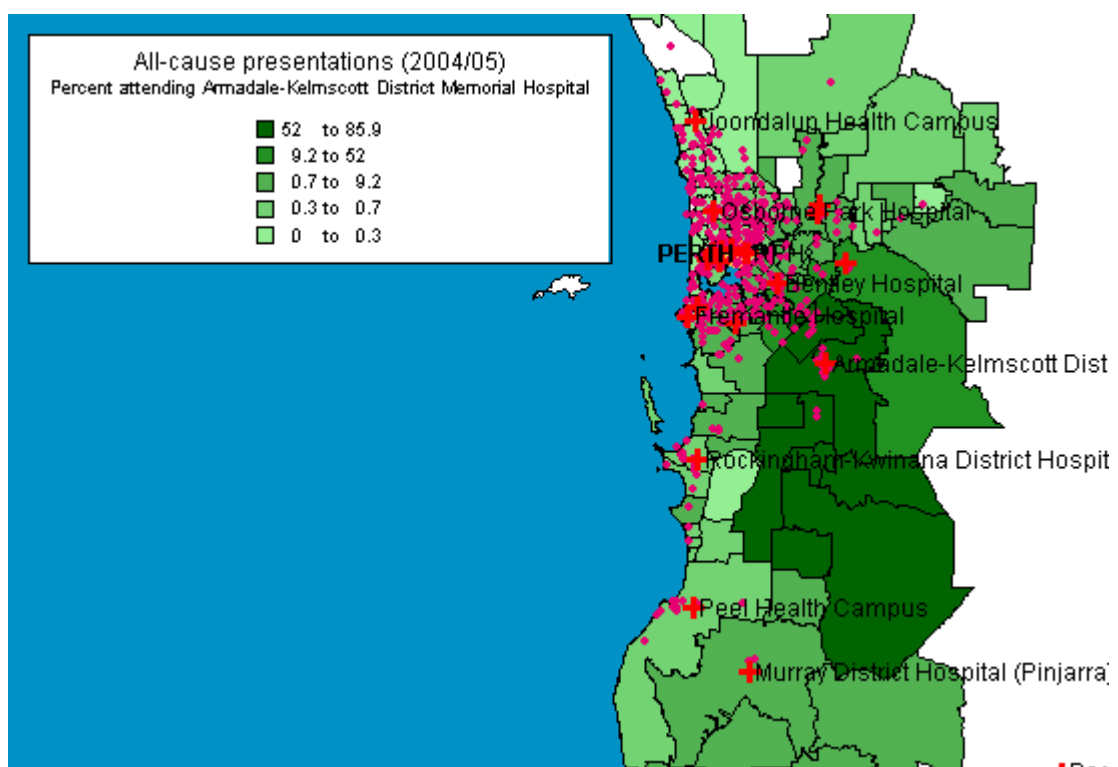 All-cause presentations (2004/05)
Percent attending Armadale-Kelmscott District Memorial Hospital
52 to 85.9
9.2 to 52
0.7 to 9.2
0.3 to 0.7
0 to 0.3
Joondalup Health Campus
Osborne Park Hospital
PERTH RPH
Bentley Hospital
Fremantle Hospital
Armadale-Kelmscott Dist
Rockingham-Kwinana District Hospit
Peel Health Campus
Murray District Hospital (Pinjarra)